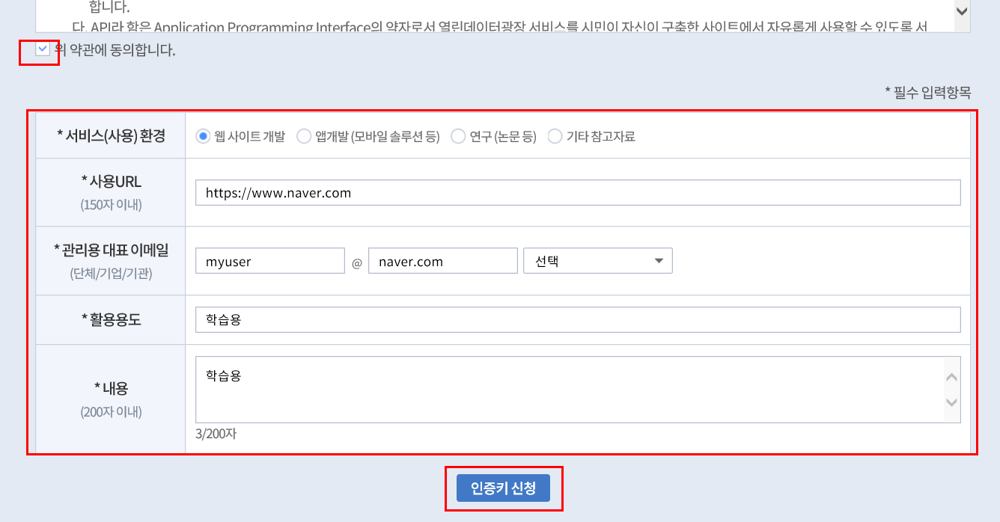 합니다.
다. API라 함은 Application Programming Interface의 약자로서 열린데이터광장 서비스를 시민이 자신이 구축한 사이트에서 자유롭게 사용할 수 있도록 서
위 약관에 동의합니다.
* 필수 입력항목
* 서비스(사용) 환경 웹 사이트 개발 앱개발 (모바일 솔루션 등) 연구 (논문 등) 기타 참고자료
* 사용URL
(150자 이내)
https://www.naver.com
* 관리용 대표 이메일
(단체/기업/기관)
myuser @ naver.com 선택
* 활용용도
학습용
* 내용
(200자 이내)
학습용
3/200자
인증키 신청